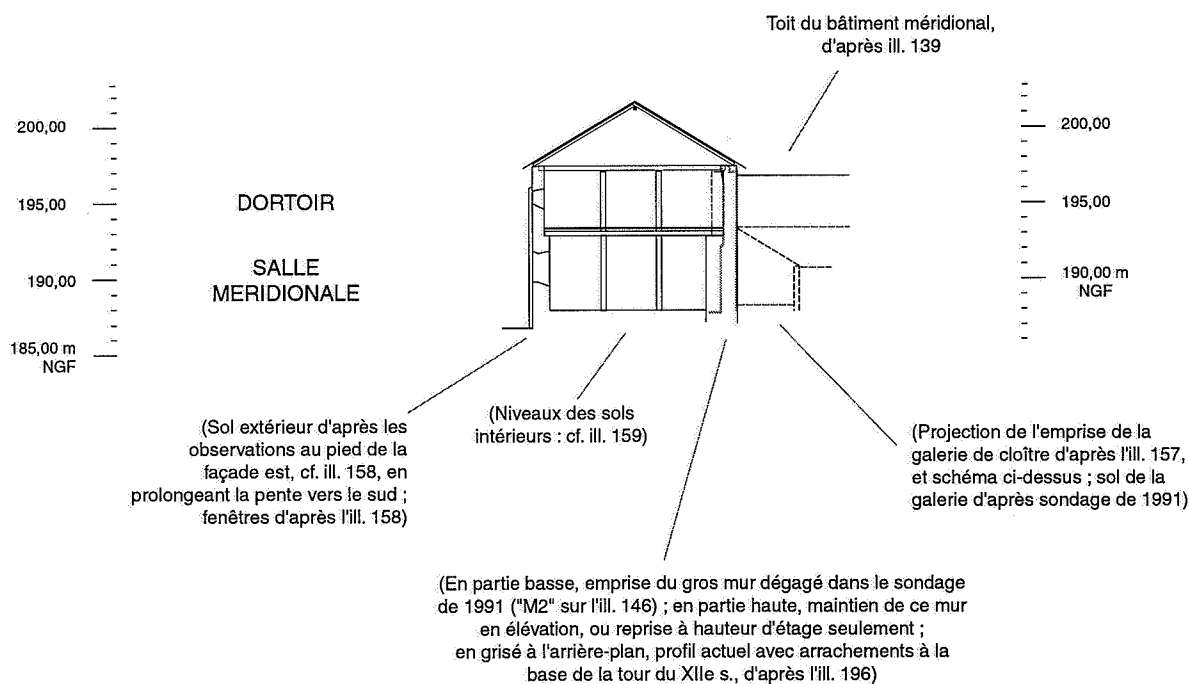 Toit du bâtiment méridional,
d'après ill. 139
200,00
195,00
190,00
185,00 m
NGF
DORTOIR
SALLE
MERIDIONALE
200,00
195,00
190,00 m
NGF
(Sol extérieur d'après les
observations au pied de la
façade est, cf. ill. 158, en
prolongeant la pente vers le sud ;
fenêtres d'après l'ill. 158)
(Niveaux des sols
intérieurs : cf. ill. 159)
(Projection de l'emprise de la
galerie de cloître d'après l'ill. 157,
et schéma ci-dessus ; sol de la
galerie d'après sondage de 1991)
(En partie basse, emprise du gros mur dégagé dans le sondage
de 1991 ("M2" sur l'ill. 146) ; en partie haute, maintien de ce mur
en élévation, ou reprise à hauteur d'étage seulement ;
en grisé à l'arrière-plan, profil actuel avec arrachements à la
base de la tour du XIIe s., d'après l'ill. 196)